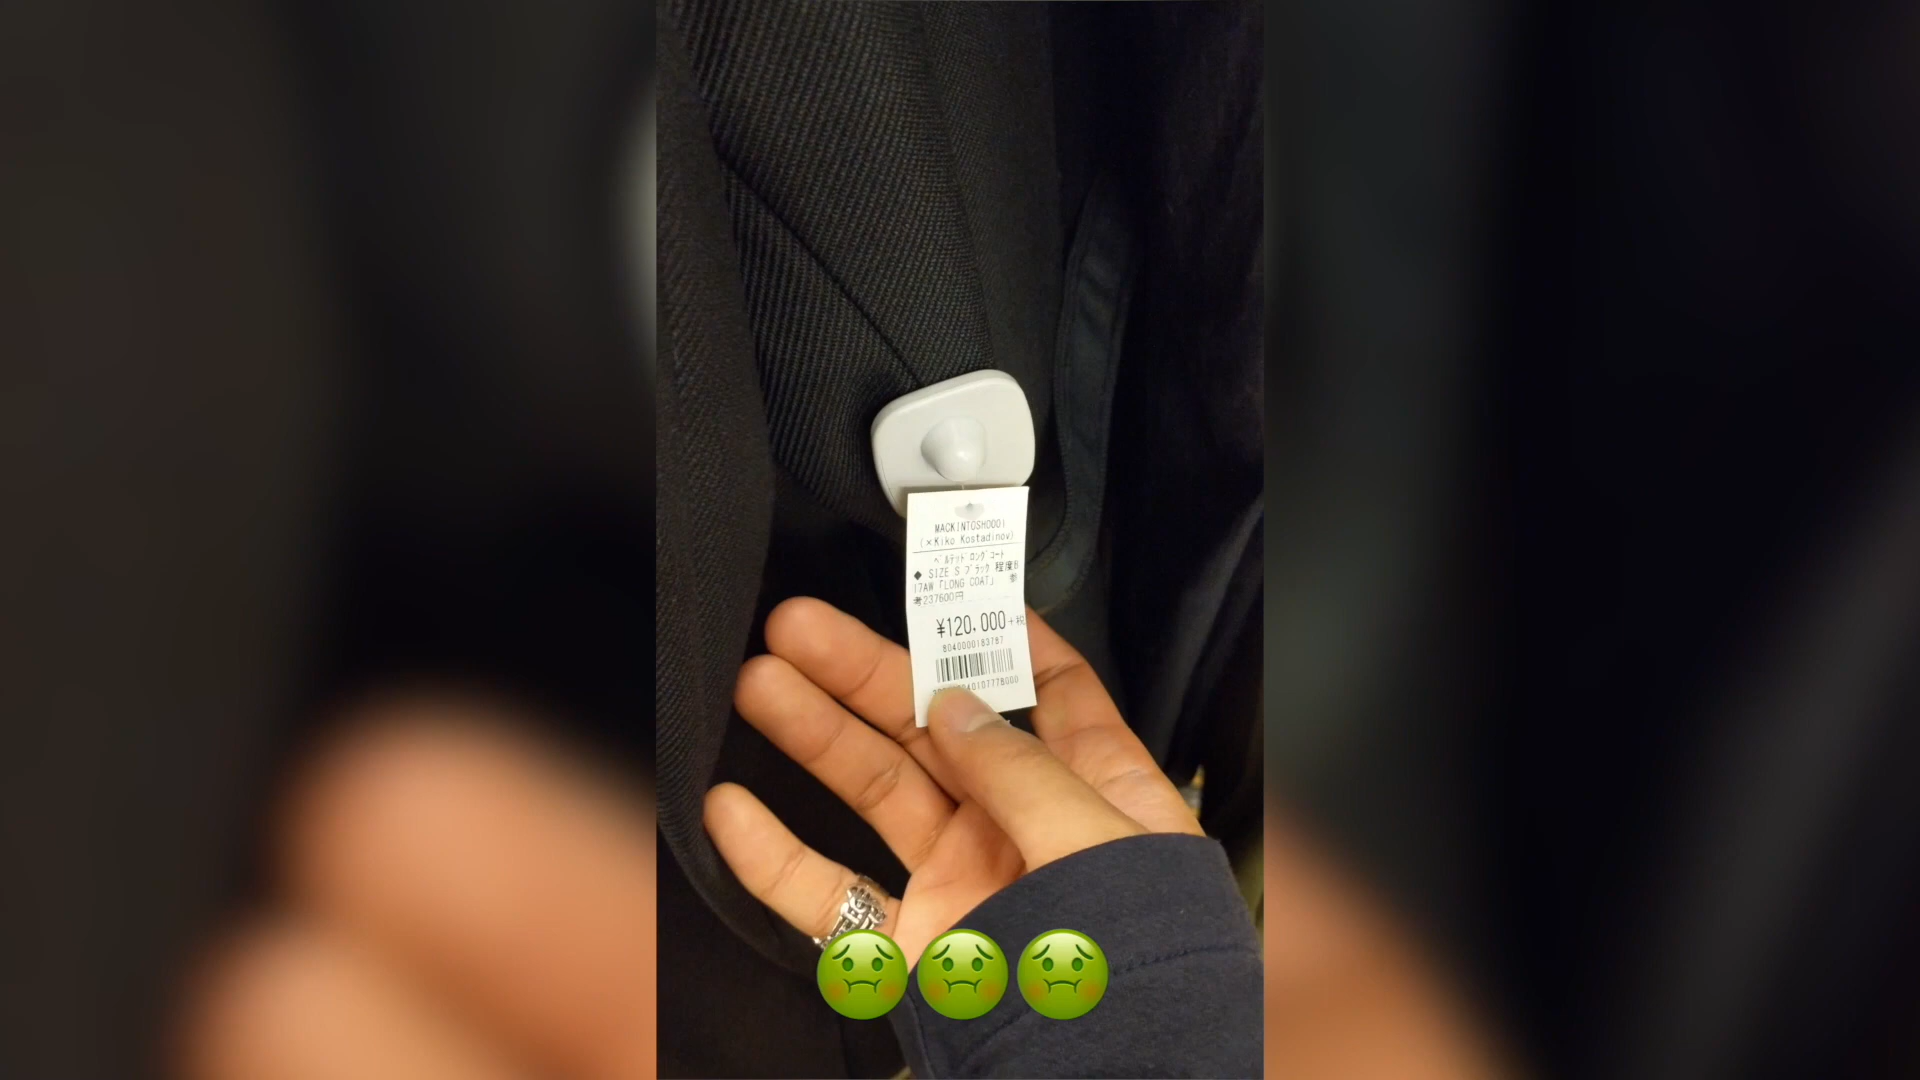 MACKINTOSH0001
(×Kiko Kostadinov)
ベルテッド ロング コート
◆ SIZE S ブラック 程度B
17AW「LONG COAT」 参
考237600円
¥120,000+税
8040000183787
40107778000